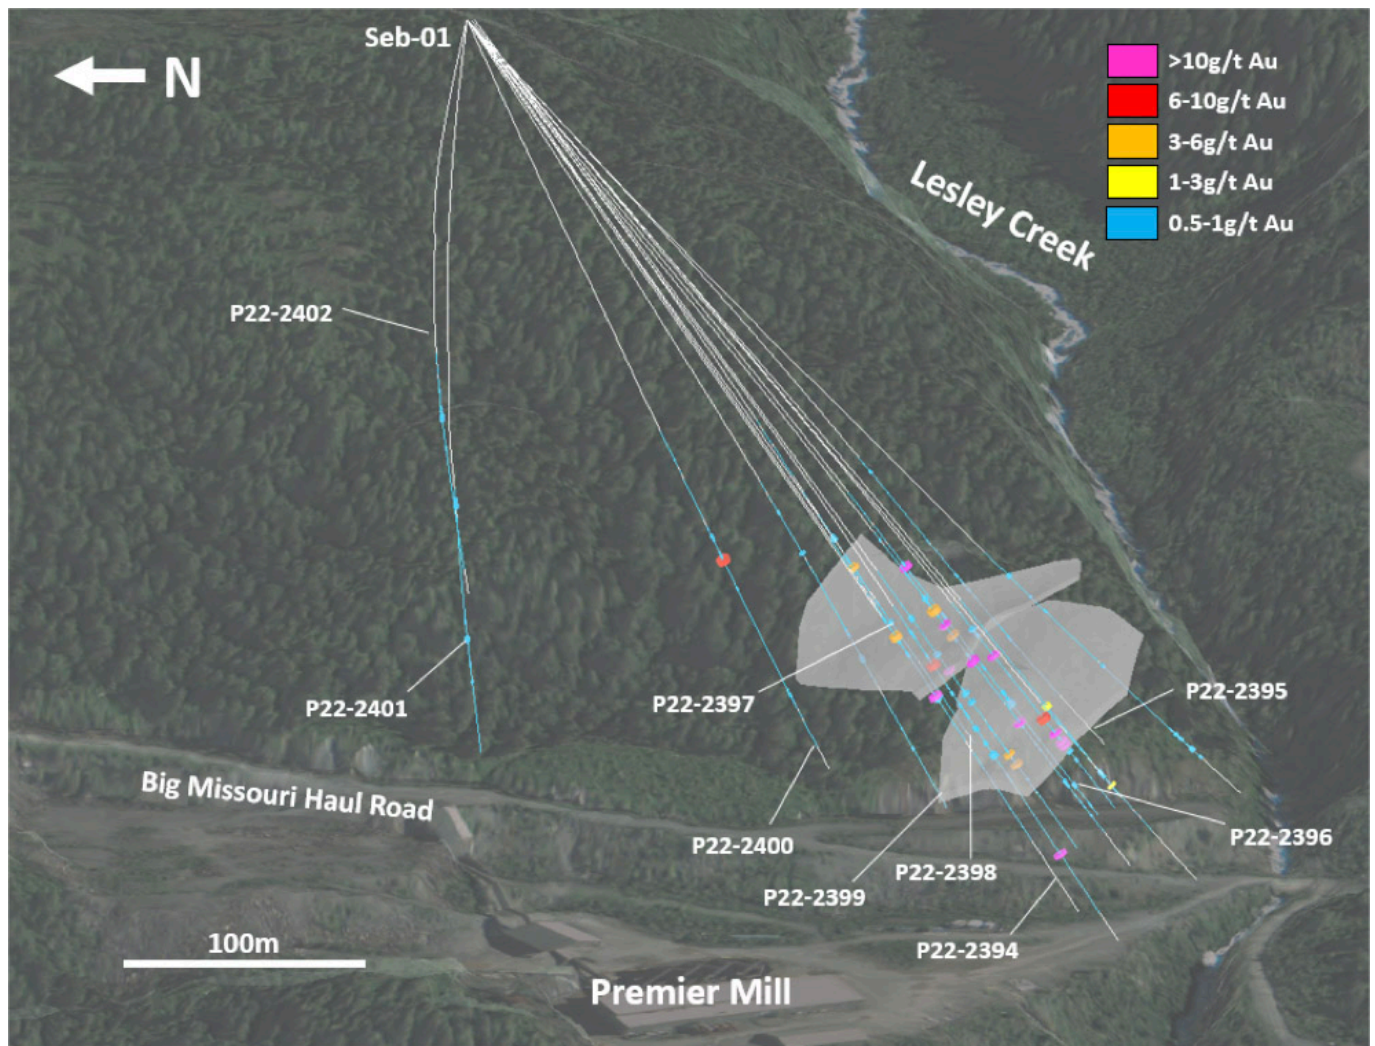 Seb-01
N
>10g/t Au
6-10g/t Au
3-6g/t Au
1-3g/t Au
0.5-1g/t Au
Lesley Creek
P22-2402
P22-2401
P22-2397
P22-2395
Big Missouri Haul Road
P22-2400
P22-2396
P22-2398
P22-2399
100m
P22-2394
Premier Mill